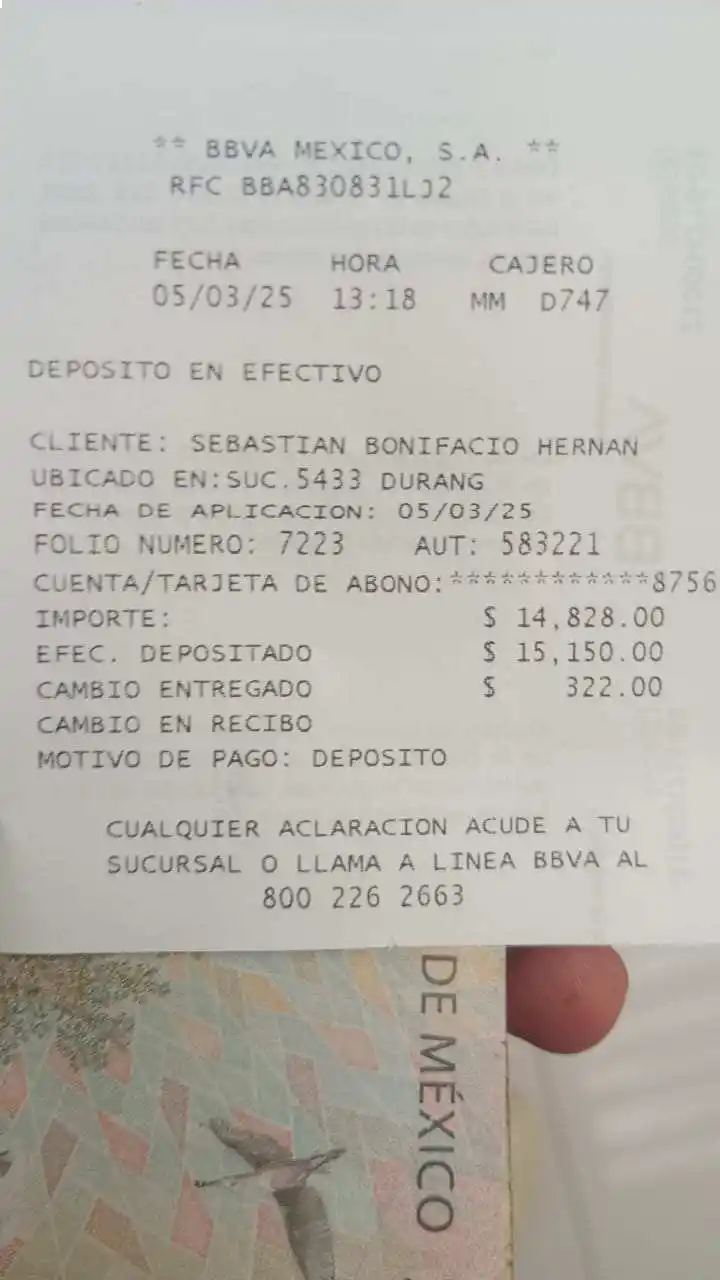 ** BBVA MEXICO, S.A. **
RFC BBA830831LJ2
FECHA HORA CAJERO
05/03/25 13:18 MM D747
DEPOSITO EN EFECTIVO
CLIENTE: SEBASTIAN BONIFACIO HERNAN
UBICADO EN:SUC.5433 DURANG
FECHA DE APLICACION: 05/03/25
FOLIO NUMERO: 7223 AUT: 583221
CUENTA/TARJETA DE ABONO:************8756
IMPORTE: $ 14,828.00
EFEC. DEPOSITADO $ 15,150.00
CAMBIO ENTREGADO $ 322.00
CAMBIO EN RECIBO
MOTIVO DE PAGO: DEPOSITO
CUALQUIER ACLARACION ACUDE A TU
SUCURSAL O LLAMA A LINEA BBVA AL
800 226 2663
DE MÉXICO